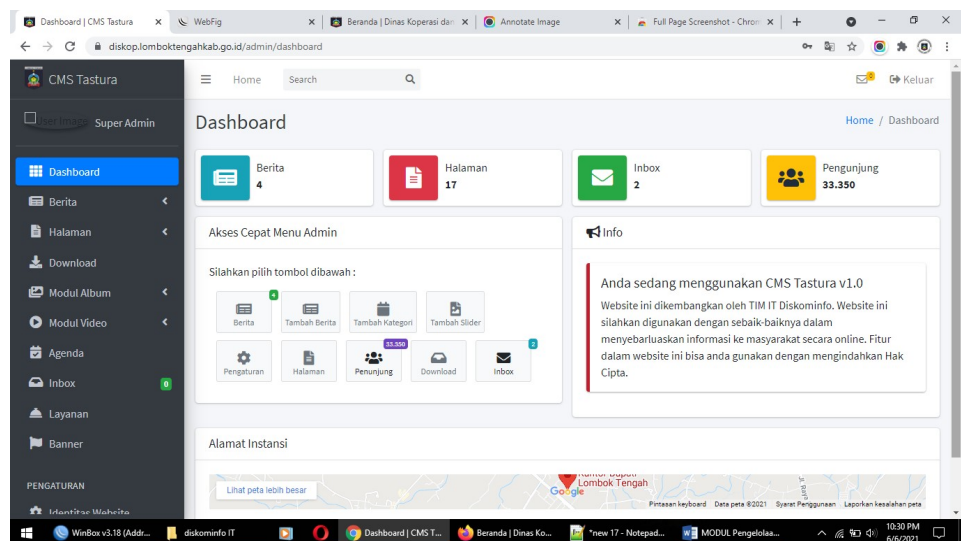 Dashboard | CMS Tastura
WebFig
Beranda | Dinas Koperasi dan
Annotate Image
Full Page Screenshot - Chrom
diskop.lomboktengahkab.go.id/admin/dashboard
CMS Tastura
Home
Search
Keluar
User Image
Super Admin
Dashboard
Home / Dashboard
Dashboard
Berita
Halaman
Download
Modul Album
Modul Video
Agenda
Inbox
0
Layanan
Banner
PENGATURAN
Identitas Website
Berita
4
Halaman
17
Inbox
2
Pengunjung
33.350
Akses Cepat Menu Admin
Silahkan pilih tombol dibawah :
4
Berita
Tambah Berita
Tambah Kategori
Tambah Slider
33.350
2
Pengaturan
Halaman
Penunjung
Download
Inbox
Info
Anda sedang menggunakan CMS Tastura v1.0
Website ini dikembangkan oleh TIM IT Diskominfo. Website ini
silahkan digunakan dengan sebaik-baiknya dalam
menyebarluaskan informasi ke masyarakat secara online. Fitur
dalam website ini bisa anda gunakan dengan mengindahkan Hak
Cipta.
Alamat Instansi
Lihat peta lebih besar
Kantor Bupati
Lombok Tengah
Google
Jl. Raya
Pintasan keyboard
Data peta ©2021
Syarat Penggunaan
Laporkan kesalahan peta
WinBox v3.18 (Addr...
diskominfo IT
Dashboard | CMS T...
Beranda | Dinas Ko...
*new 17 - Notepad...
MODUL Pengelolaa...
10:30 PM
6/6/2021